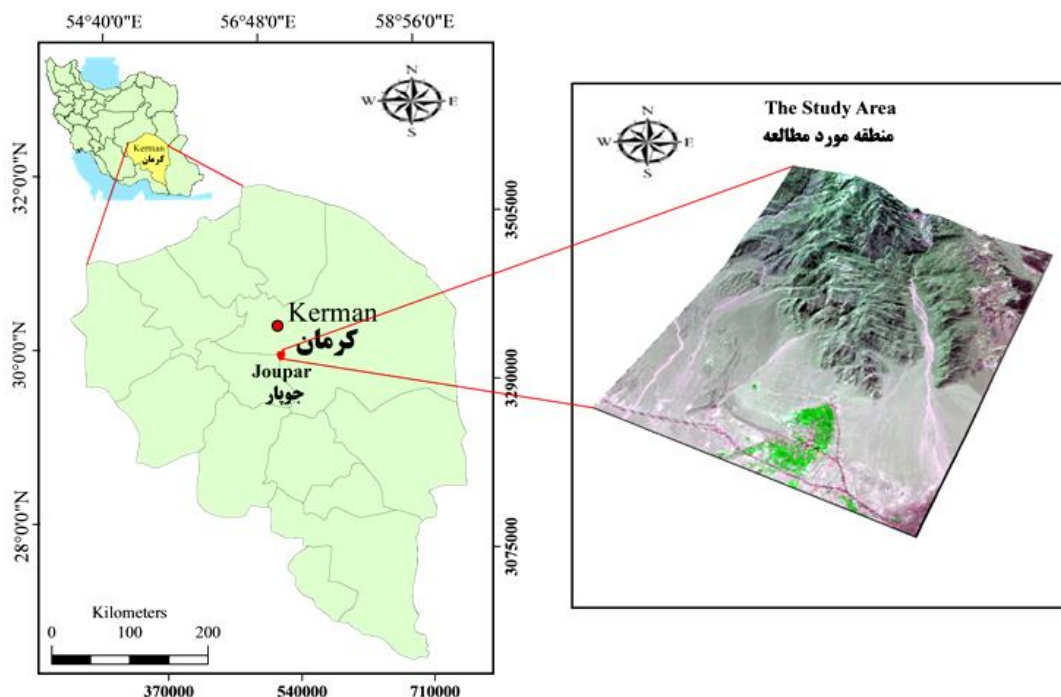 54°40'0"E
56°48'0"E
58°56'0"E
N
W
E
S
Kerman
کرمان
32°0'0"N
30°0'0"N
28°0'0"N
3505000
3290000
3075000
Kerman
کرمان
Joupar
جوپار
Kilometers
0 100 200
370000
540000
710000
The Study Area
منطقه مورد مطالعه
N
W
E
S